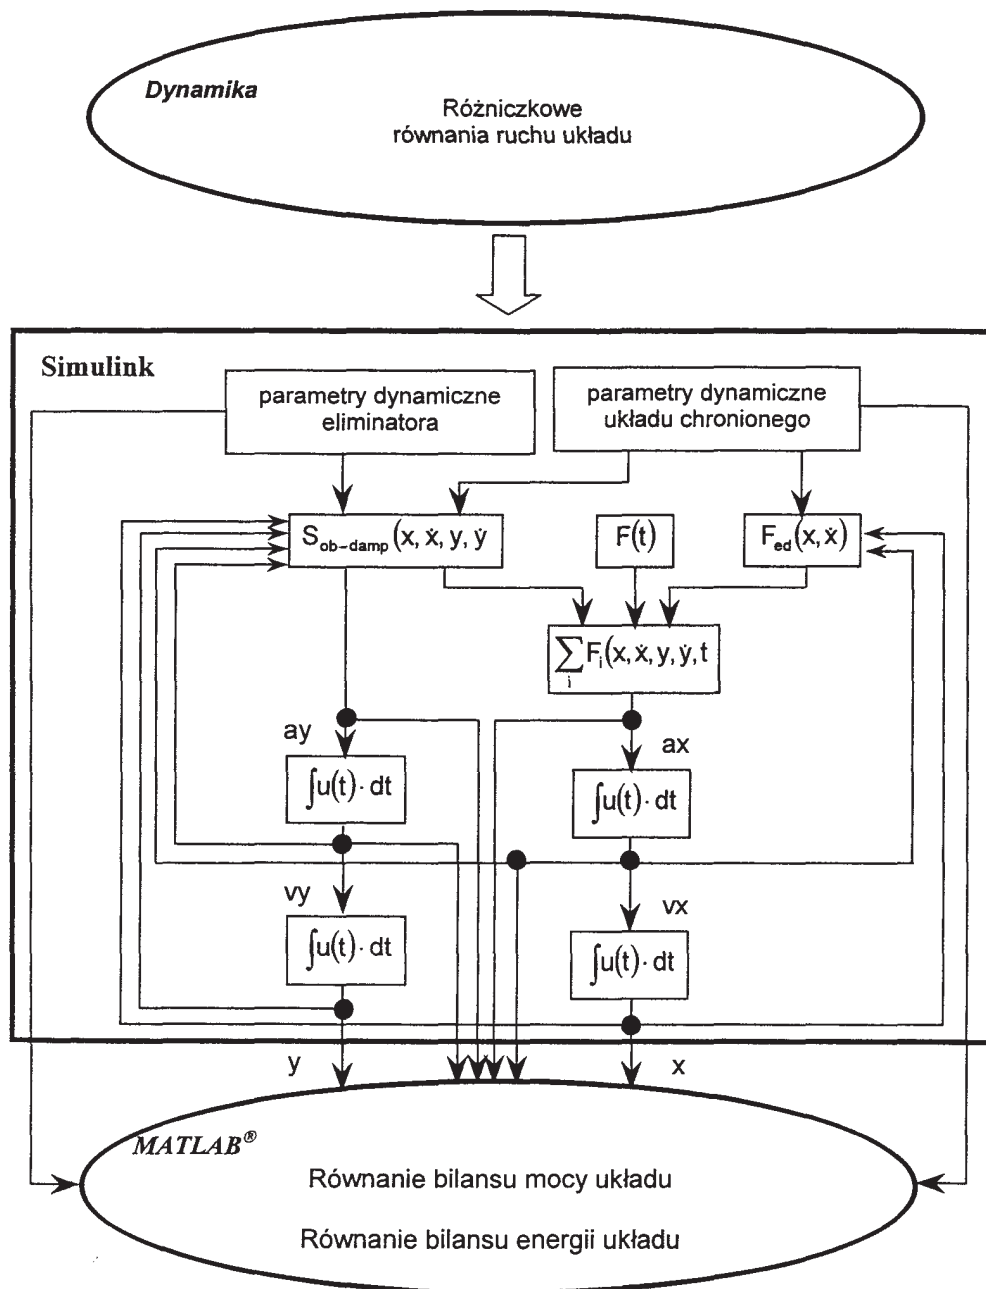 Dynamika
Różniczkowe
równania ruchu układu
Simulink
parametry dynamiczne
eliminatora
parametry dynamiczne
układu chronionego
S_ob-damp(x, ẋ, y, ẏ
F(t)
F_ed(x, ẋ)
∑_i F_i(x, ẋ, y, ẏ, t
ay
ax
∫u(t)· dt
∫u(t)· dt
vy
vx
∫u(t)· dt
∫u(t)· dt
y
x
MATLAB®
Równanie bilansu mocy układu
Równanie bilansu energii układu